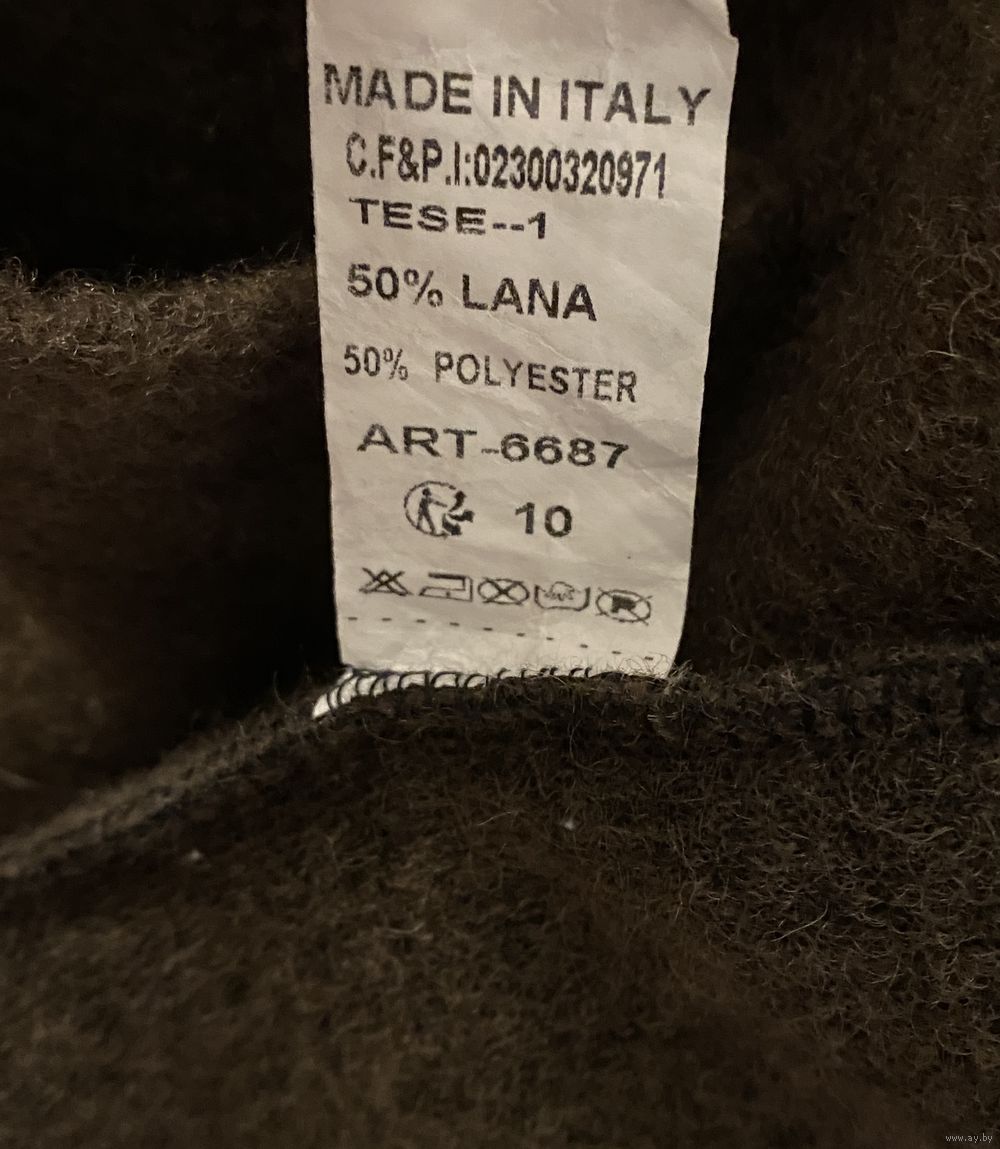 MADE IN ITALY
C.F&P.I:02300320971
TESE--1
50% LANA
50% POLYESTER
ART-6687
10
www.ay.by